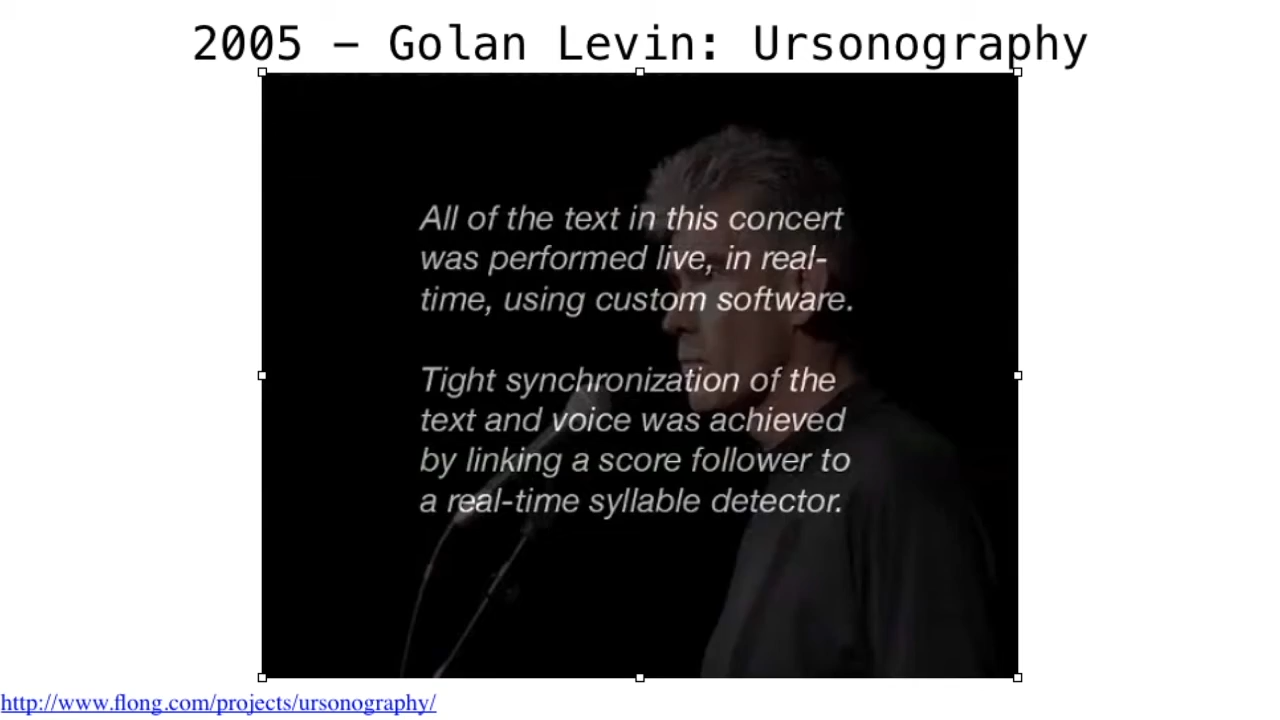 2005 – Golan Levin: Ursonography
All of the text in this concert
was performed live, in real-
time, using custom software.
Tight synchronization of the
text and voice was achieved
by linking a score follower to
a real-time syllable detector.
http://www.flong.com/projects/ursonography/